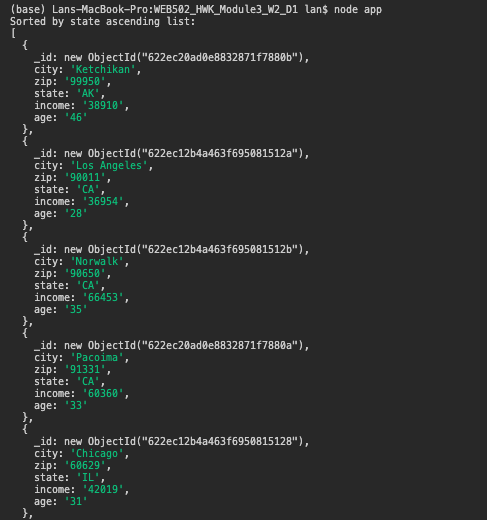 (base) Lans-MacBook-Pro:WEB502_HWK_Module3_W2_D1 lan$ node app
Sorted by state ascending list:
[
  {
    _id: new ObjectId("622ec20ad0e8832871f7880b"),
    city: 'Ketchikan',
    zip: '99950',
    state: 'AK',
    income: '38910',
    age: '46'
  },
  {
    _id: new ObjectId("622ec12b4a463f695081512a"),
    city: 'Los Angeles',
    zip: '90011',
    state: 'CA',
    income: '36954',
    age: '28'
  },
  {
    _id: new ObjectId("622ec12b4a463f695081512b"),
    city: 'Norwalk',
    zip: '90650',
    state: 'CA',
    income: '66453',
    age: '35'
  },
  {
    _id: new ObjectId("622ec20ad0e8832871f7880a"),
    city: 'Pacoima',
    zip: '91331',
    state: 'CA',
    income: '60360',
    age: '33'
  },
  {
    _id: new ObjectId("622ec12b4a463f6950815128"),
    city: 'Chicago',
    zip: '60629',
    state: 'IL',
    income: '42019',
    age: '31'
  },